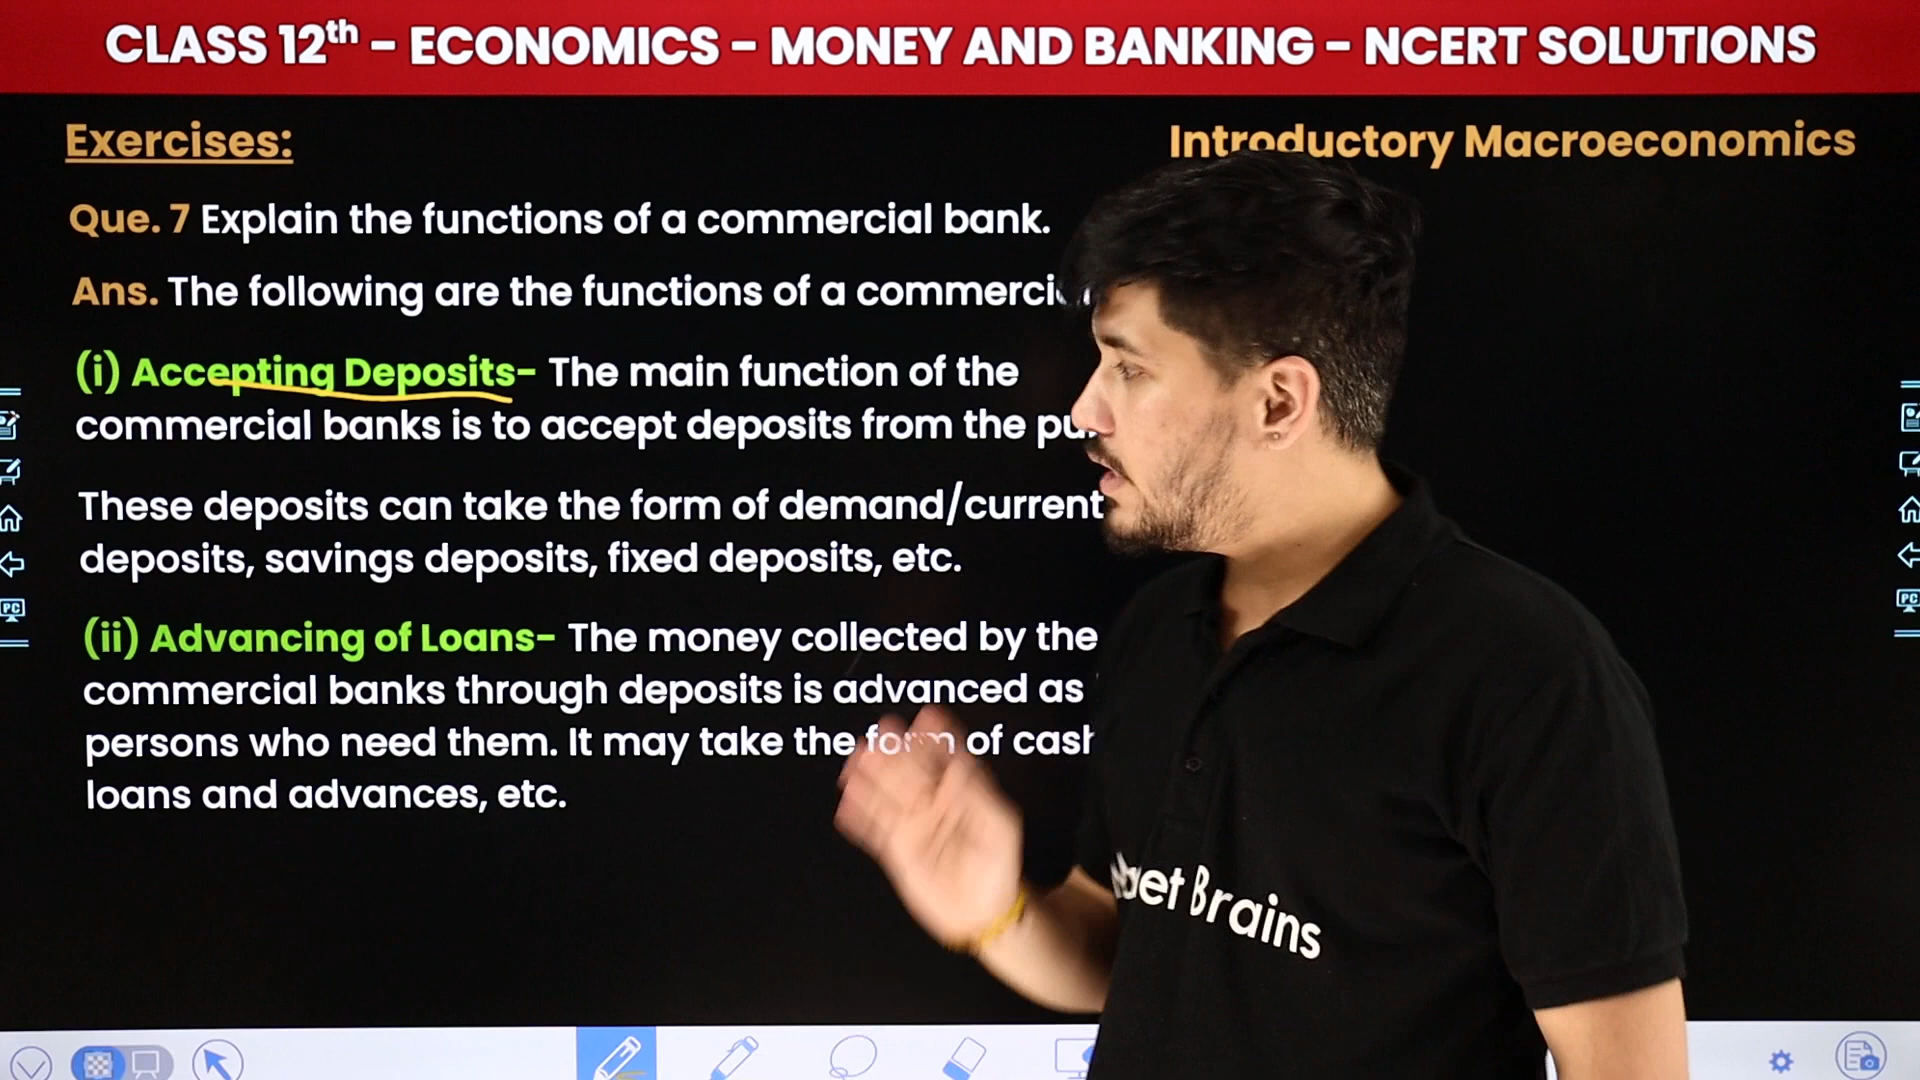 CLASS 12th - ECONOMICS - MONEY AND BANKING - NCERT SOLUTIONS
Exercises:
Introductory Macroeconomics
Que. 7 Explain the functions of a commercial bank.
Ans. The following are the functions of a
(i) Accepting Deposits- The main function of the
commercial banks is to accept deposits from the
These deposits can take the form of demand/current
deposits, savings deposits, fixed deposits, etc.
(ii) Advancing of Loans- The money collected by the
commercial banks through deposits is advanced as
persons who need them. It may take the form of
loans and advances, etc.
Brains
PC
PC